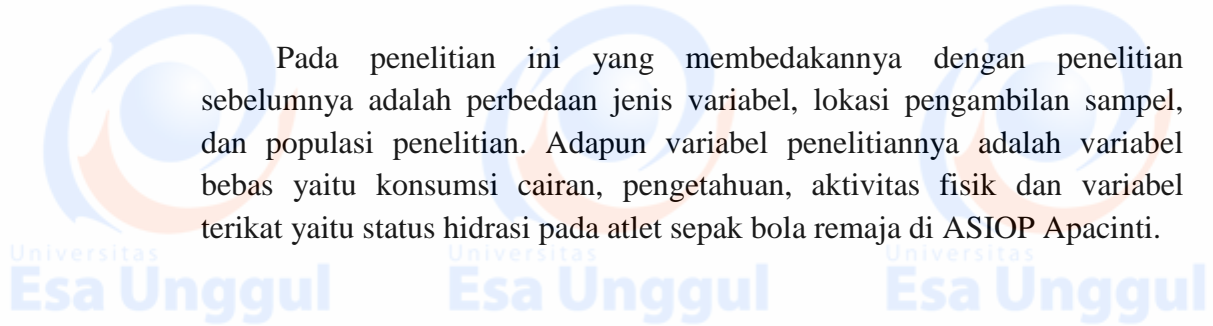 Pada penelitian ini yang membedakannya dengan penelitian
sebelumnya adalah perbedaan jenis variabel, lokasi pengambilan sampel,
dan populasi penelitian. Adapun variabel penelitiannya adalah variabel
bebas yaitu konsumsi cairan, pengetahuan, aktivitas fisik dan variabel
terikat yaitu status hidrasi pada atlet sepak bola remaja di ASIOP Apacinti.
Universitas Universitas Universitas
Esa Unggul Esa Unggul Esa Unggul